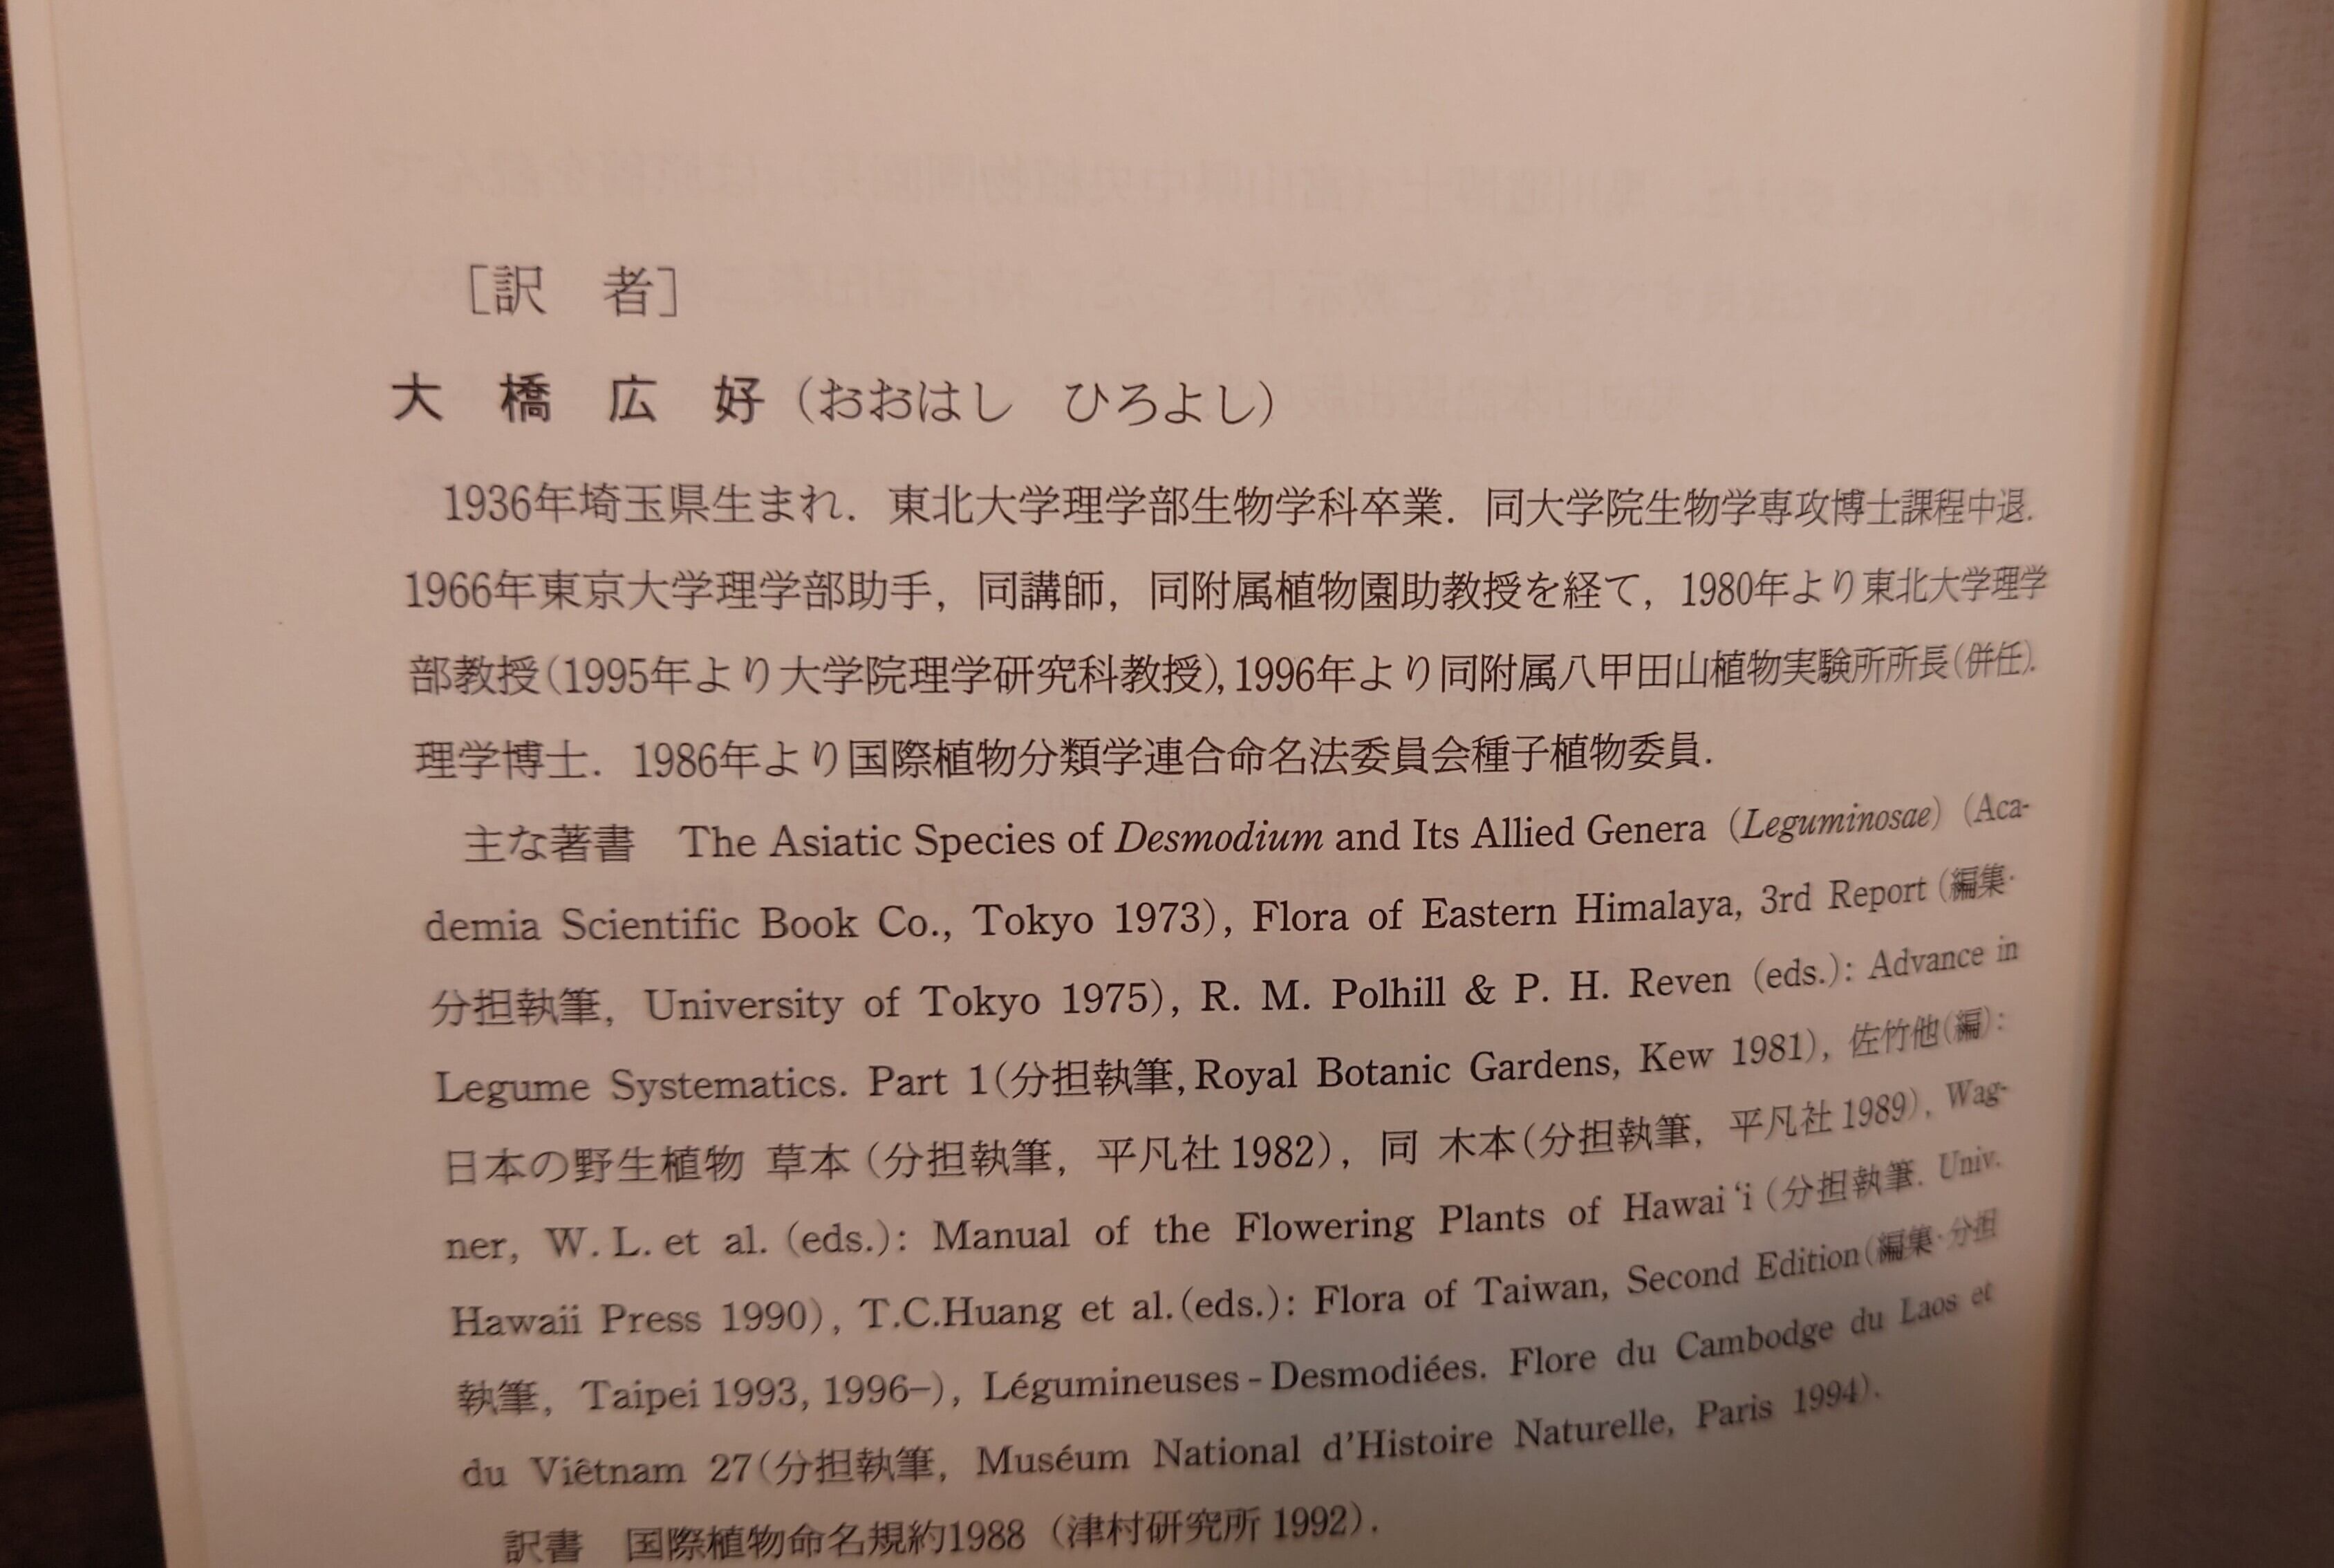 ［訳　者］
大　橋　広　好（おおはし　ひろよし）
1936年埼玉県生まれ．東北大学理学部生物学科卒業．同大学院生物学専攻博士課程中退．
1966年東京大学理学部助手，同講師，同附属植物園助教授を経て，1980年より東北大学理学
部教授（1995年より大学院理学研究科教授），1996年より同附属八甲田山植物実験所所長（併任）．
理学博士．1986年より国際植物分類学連合命名法委員会種子植物委員．
主な著書　The Asiatic Species of Desmodium and Its Allied Genera (Leguminosae) (Aca-
demia Scientific Book Co., Tokyo 1973), Flora of Eastern Himalaya, 3rd Report（編集・
分担執筆，University of Tokyo 1975), R. M. Polhill & P. H. Reven (eds.): Advance in
Legume Systematics. Part 1（分担執筆，Royal Botanic Gardens, Kew 1981)，佐竹他（編）：
日本の野生植物 草本（分担執筆，平凡社1982），同 木本（分担執筆，平凡社1989），Wag-
ner, W. L. et al. (eds.): Manual of the Flowering Plants of Hawai‘i（分担執筆．Univ.
Hawaii Press 1990), T.C.Huang et al.(eds.): Flora of Taiwan, Second Edition（編集・分担
執筆，Taipei 1993, 1996–), Légumineuses - Desmodiées. Flore du Cambodge du Laos et
du Viêtnam 27（分担執筆，Muséum National d’Histoire Naturelle, Paris 1994).
訳書　国際植物命名規約1988（津村研究所 1992）．